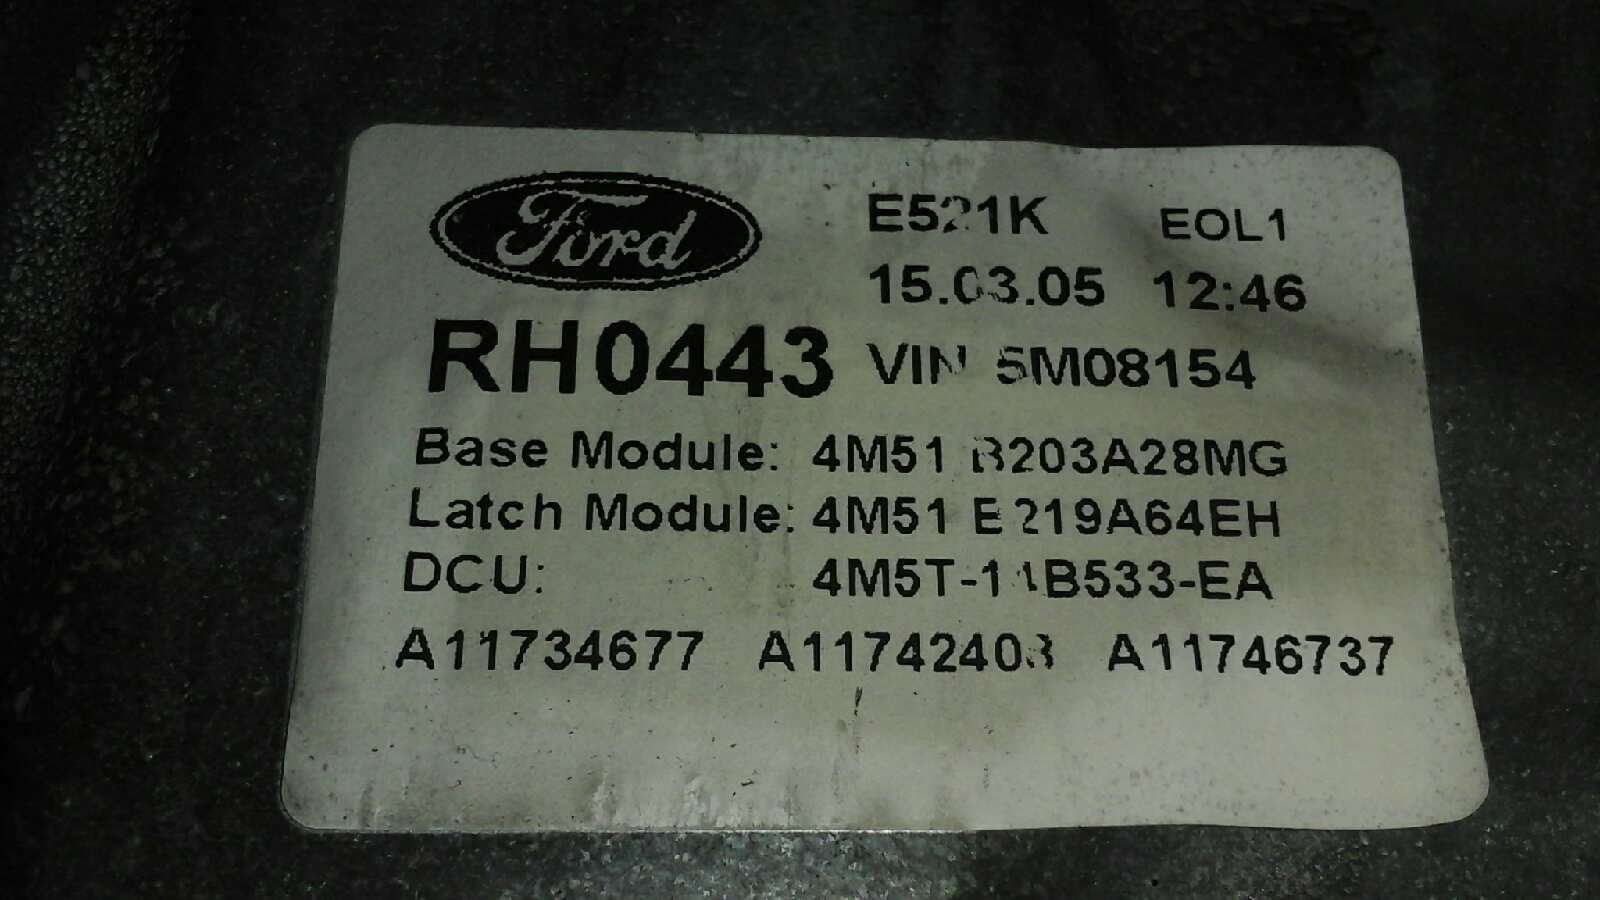 Ford
E521K EOL1
15.03.05 12:46
RH0443 VIN 5M08154
Base Module: 4M51 B203A28MG
Latch Module: 4M51 E219A64EH
DCU: 4M5T-14B533-EA
A11734677 A11742403 A11746737